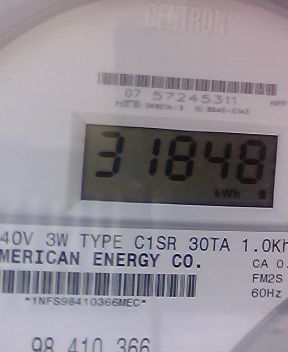 CENTRON
07 57245311
31848
kWh
40V 3W TYPE C1SR 30TA 1.0Kh
MERICAN ENERGY CO.
CA 0.
FM2S
60Hz
*1NFS98410366MEC*
98 410 366